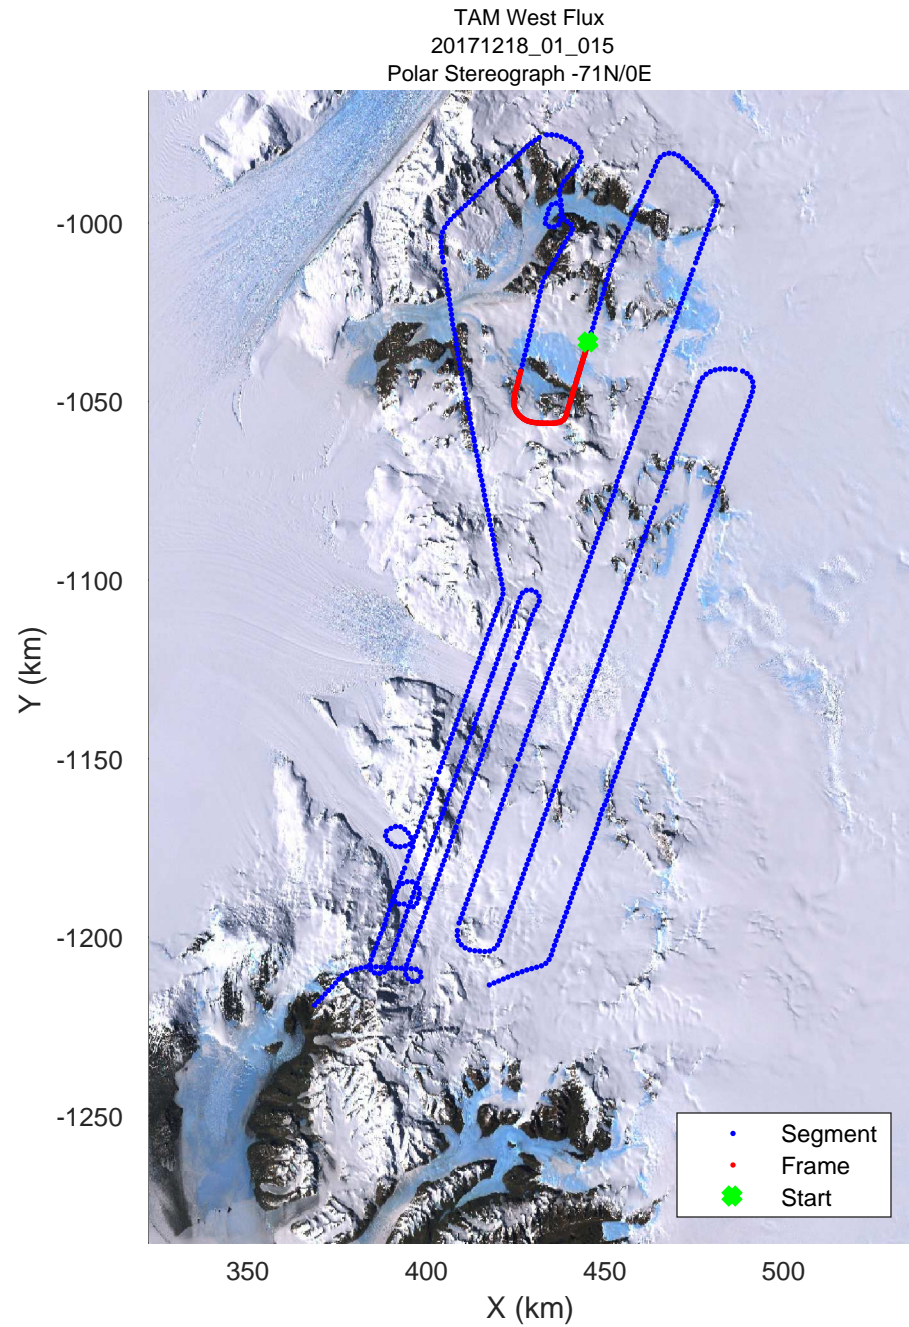 TAM West Flux
20171218_01_015
Polar Stereograph -71N/0E
-1000
-1050
-1100
-1150
-1200
-1250
Y (km)
350
400
450
500
X (km)
Segment
Frame
Start